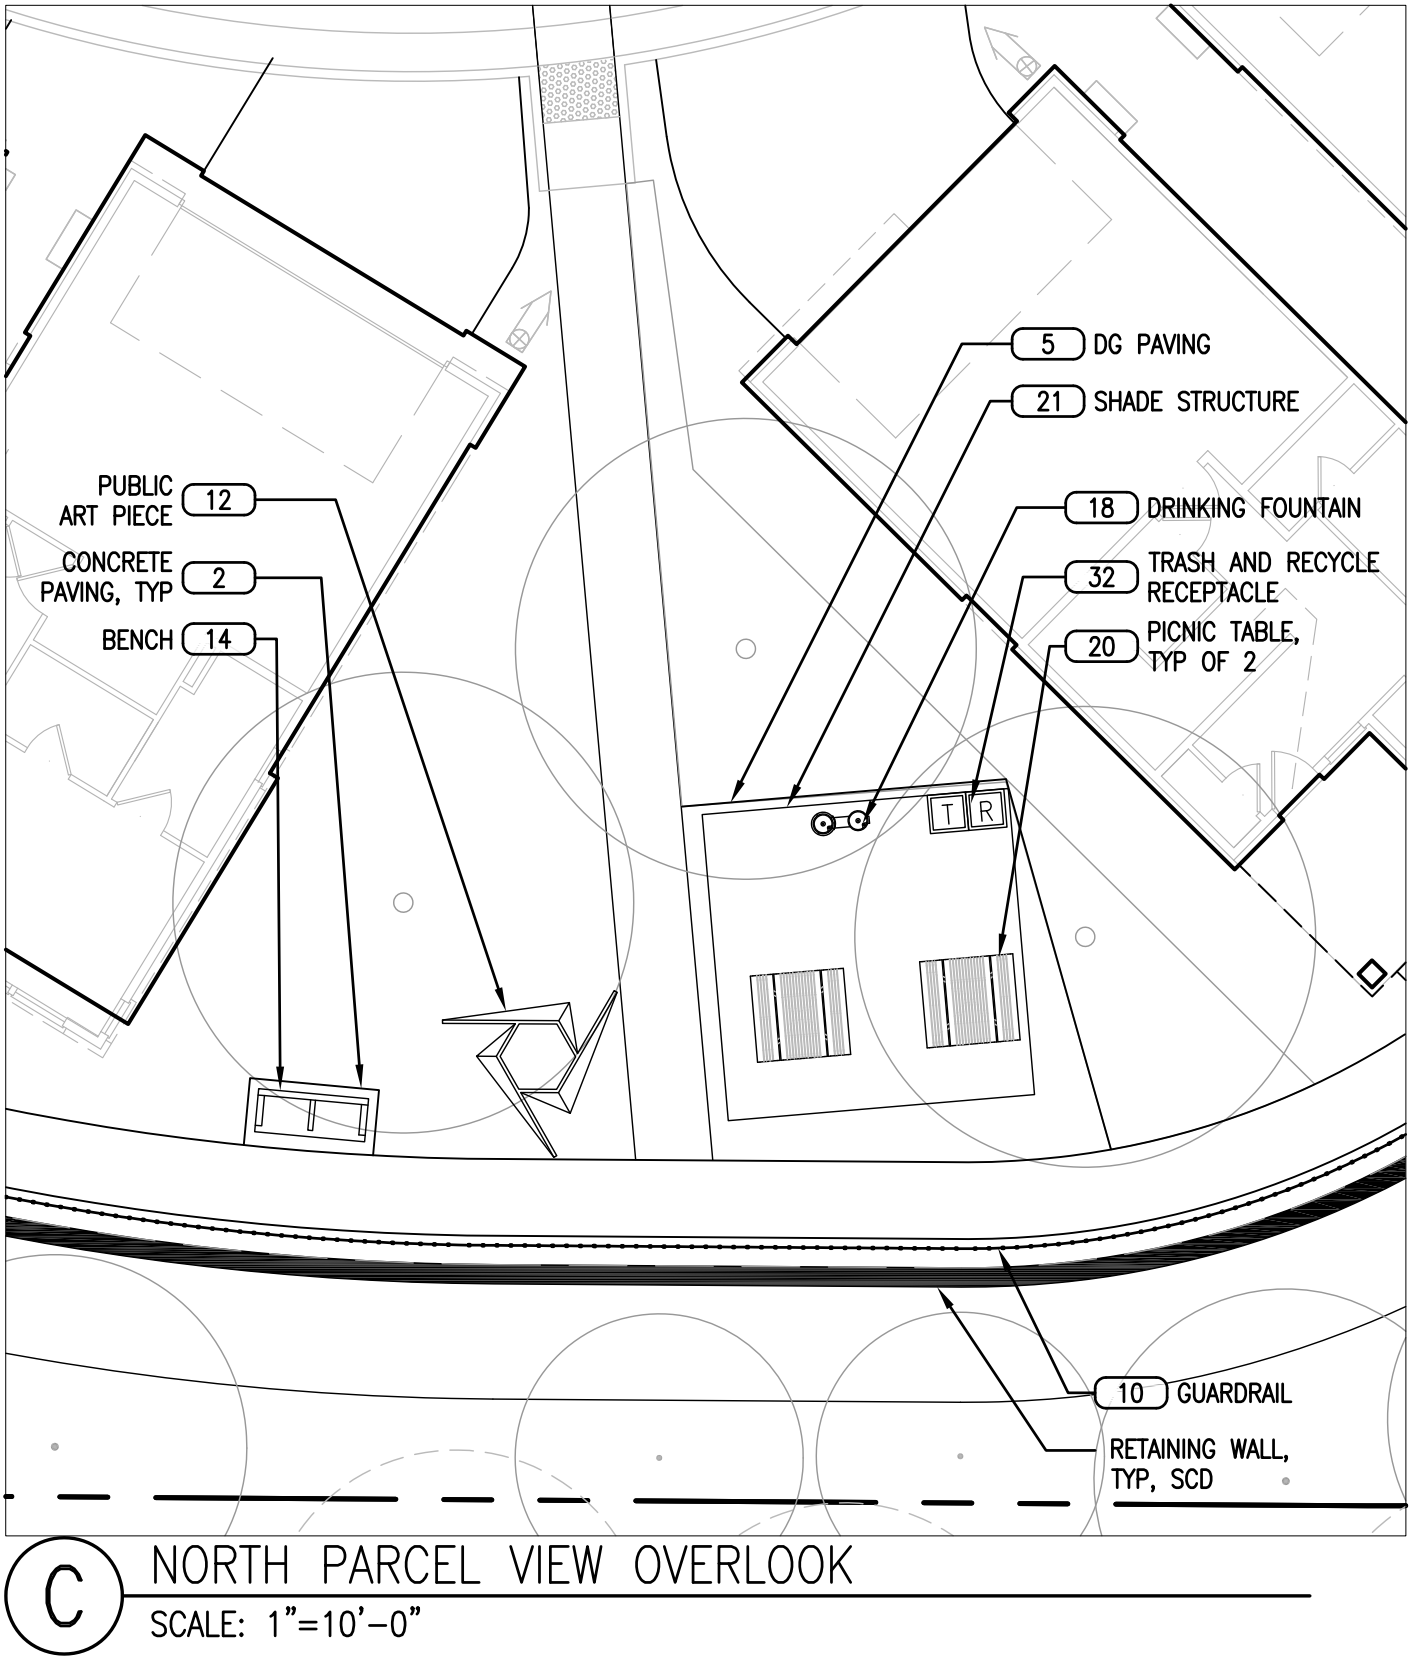 5 DG PAVING
21 SHADE STRUCTURE
PUBLIC
ART PIECE 12
18 DRINKING FOUNTAIN
CONCRETE
PAVING, TYP 2
32 TRASH AND RECYCLE
RECEPTACLE
BENCH 14
20 PICNIC TABLE,
TYP OF 2
T R
10 GUARDRAIL
RETAINING WALL,
TYP, SCD
C
NORTH PARCEL VIEW OVERLOOK
SCALE: 1"=10'-0"